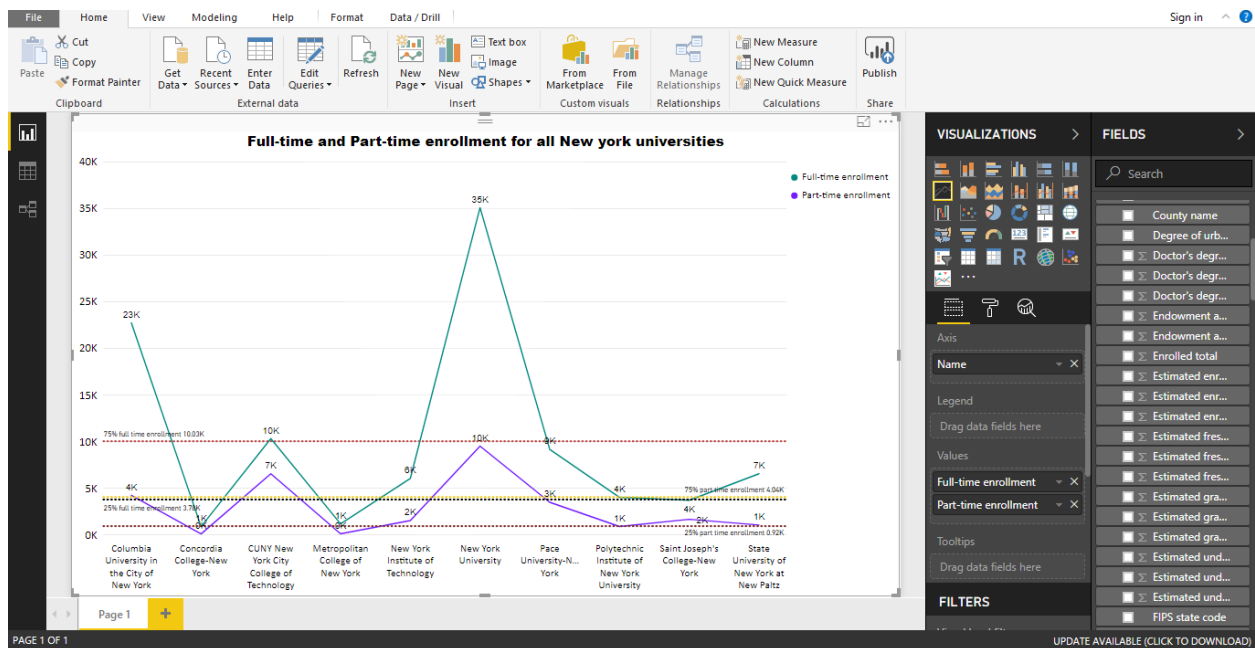 File Home View Modeling Help Format Data / Drill Sign in
Cut
Copy
Format Painter
Paste
Get Data
Recent Sources
Enter Data
Edit Queries
Refresh
New Page
New Visual
Text box
Image
Shapes
From Marketplace
From File
Manage Relationships
New Measure
New Column
New Quick Measure
Publish
Clipboard External data Insert Custom visuals Relationships Calculations Share
Full-time and Part-time enrollment for all New york universities
Full-time enrollment
Part-time enrollment
40K
35K
30K
25K
20K
15K
10K
5K
0K
35K
23K
75% full time enrollment 10.03K
10K
10K
9K
7K
6K
7K
4K
3K
4K
75% part time enrollment 4.04K
25% full time enrollment 3.78K
1K
0K
1K
0K
2K
1K
4K
2K
1K
25% part time enrollment 0.92K
Columbia University in the City of New York
Concordia College-New York
CUNY New York City College of Technology
Metropolitan College of New York
New York Institute of Technology
New York University
Pace University-N... York
Polytechnic Institute of New York University
Saint Joseph's College-New York
State University of New York at New Paltz
Page 1
PAGE 1 OF 1
VISUALIZATIONS
Axis
Name
Legend
Drag data fields here
Values
Full-time enrollment
Part-time enrollment
Tooltips
Drag data fields here
FILTERS
FIELDS
Search
County name
Degree of urb...
Doctor's degr...
Doctor's degr...
Doctor's degr...
Endowment a...
Endowment a...
Enrolled total
Estimated enr...
Estimated enr...
Estimated enr...
Estimated fres...
Estimated fres...
Estimated fres...
Estimated gra...
Estimated gra...
Estimated gra...
Estimated und...
Estimated und...
Estimated und...
FIPS state code
UPDATE AVAILABLE (CLICK TO DOWNLOAD)